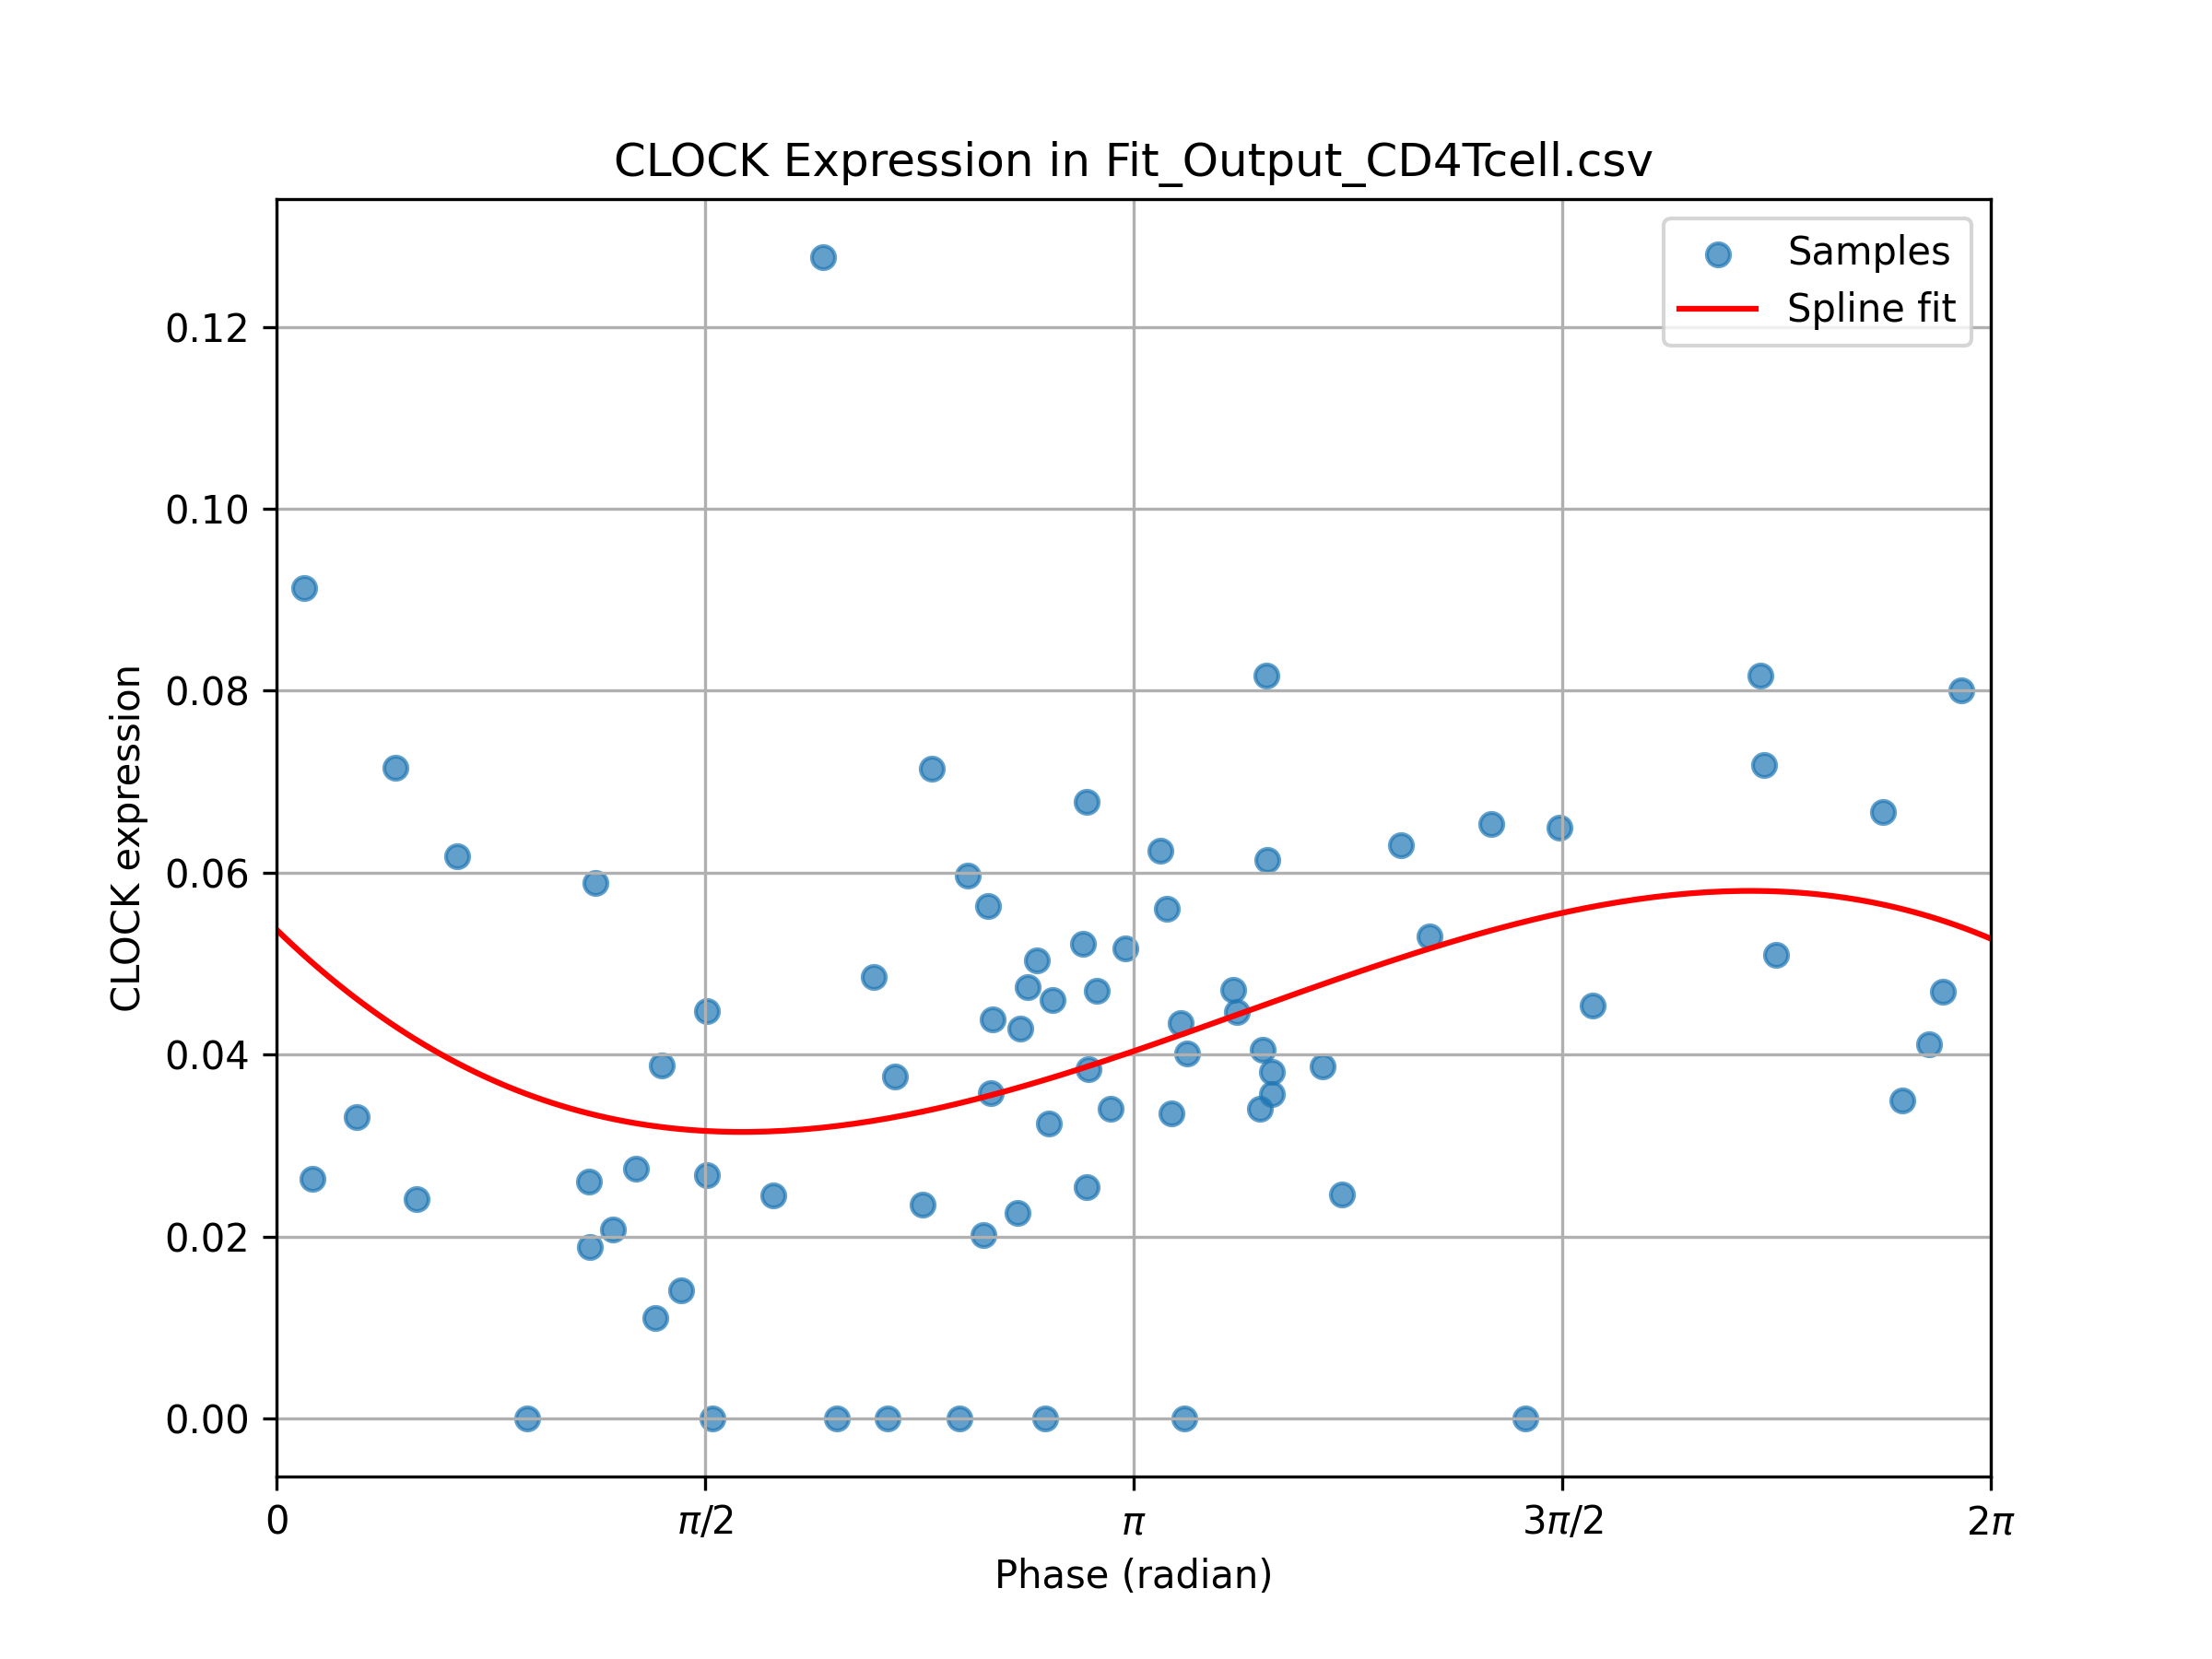 CLOCK Expression in Fit_Output_CD4Tcell.csv
Samples
Spline fit
CLOCK expression
0.12
0.10
0.08
0.06
0.04
0.02
0.00
0 π/2 π 3π/2 2π
Phase (radian)